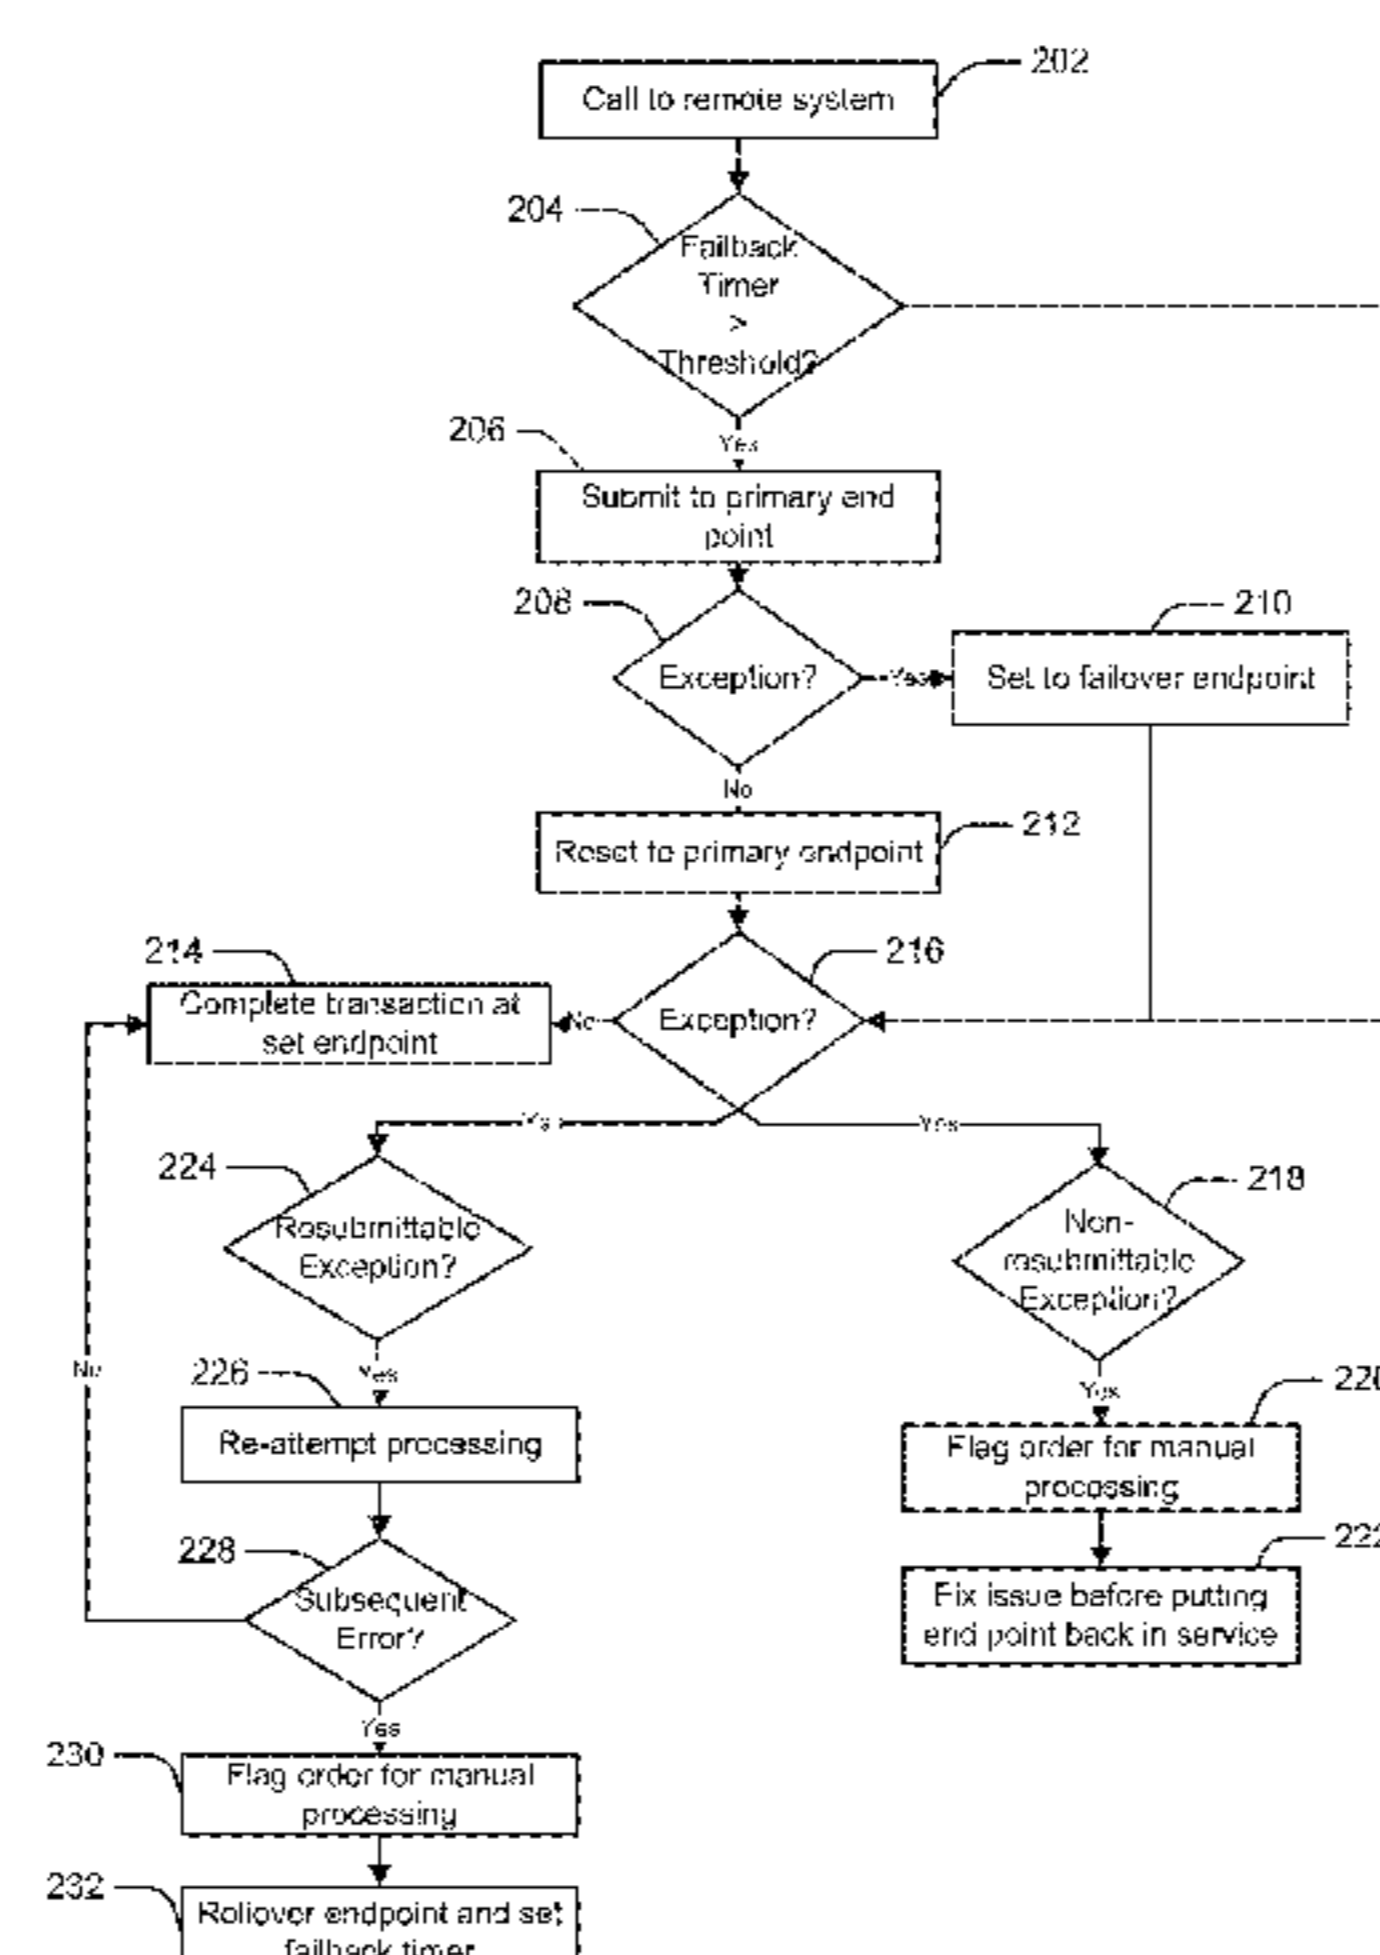 202
Call to remote system
204
Failback
Timer
>
Threshold?
Yes
206
Submit to primary end
point
208
Exception?
Yes
210
Set to failover endpoint
No
212
Reset to primary endpoint
214
Complete transaction at
set endpoint
No
216
Exception?
Yes
Yes
224
Resubmittable
Exception?
218
Non-
resubmittable
Exception?
No
226
Yes
Re-attempt processing
Yes
220
Flag order for manual
processing
228
Subsequent
Error?
222
Fix issue before putting
end point back in service
Yes
230
Flag order for manual
processing
232
Rollover endpoint and set
failback timer